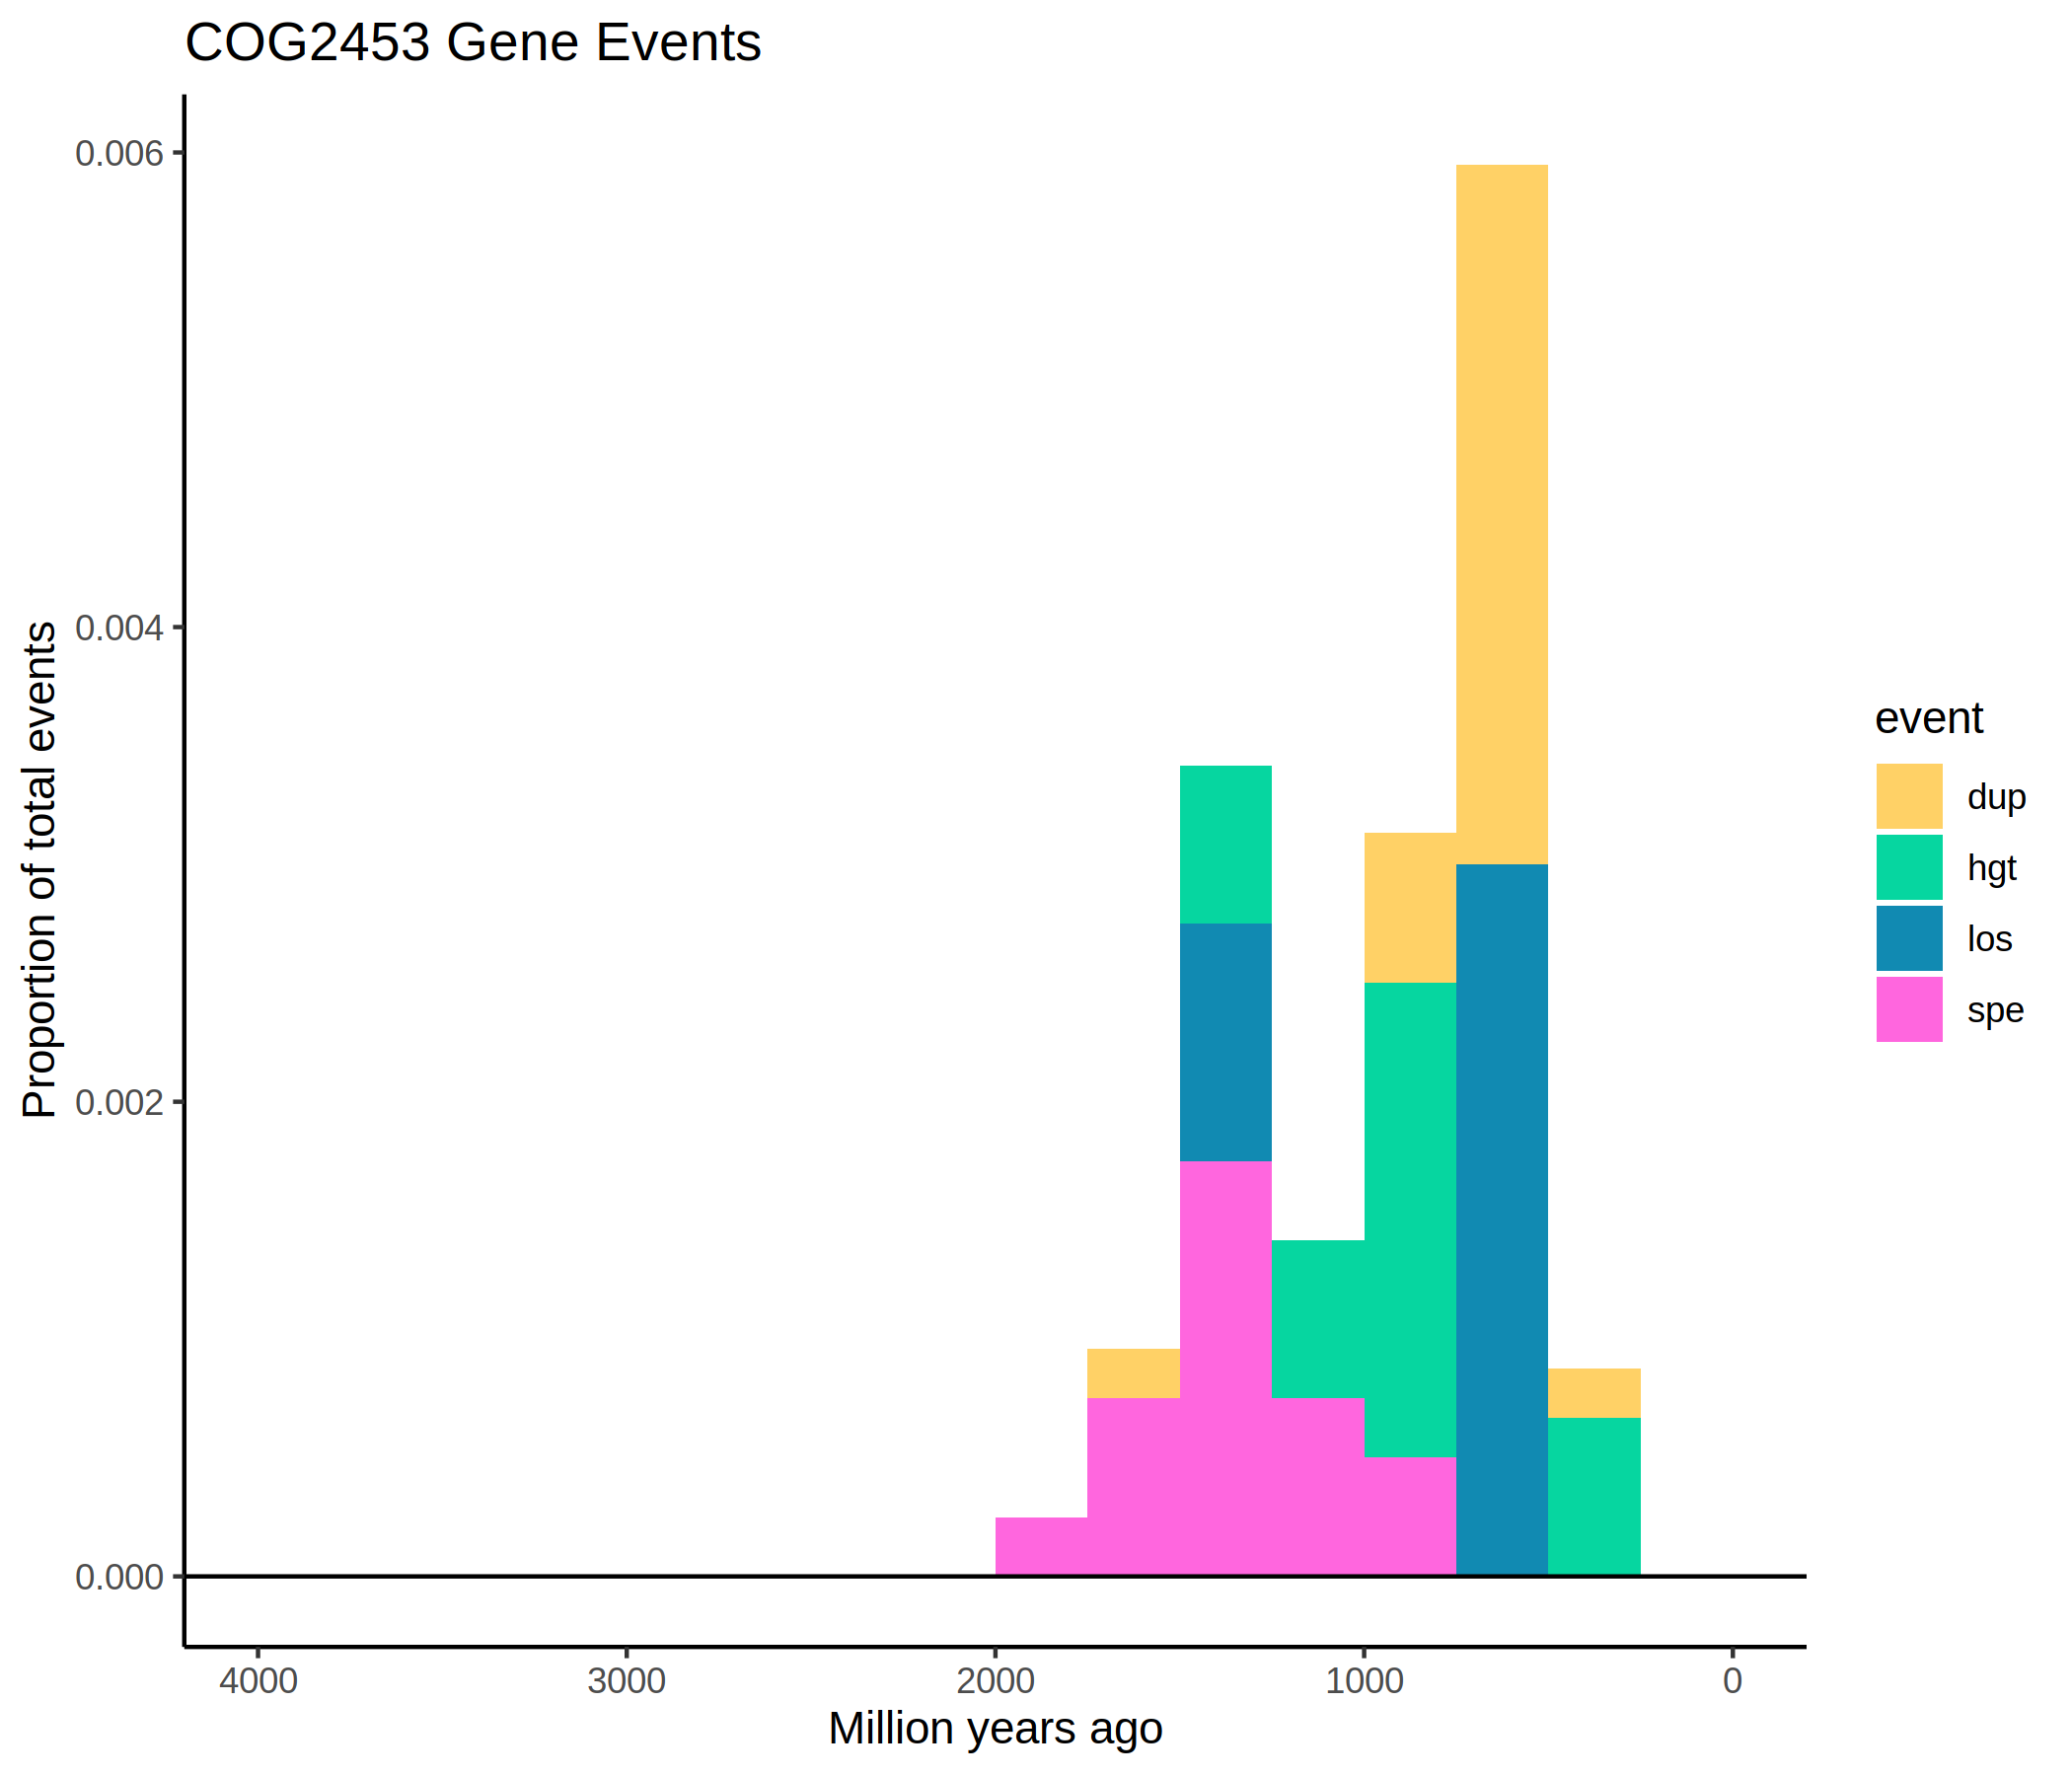 COG2453 Gene Events
Proportion of total events
0.006
0.004
0.002
0.000
4000 3000 2000 1000 0
Million years ago
event
dup
hgt
los
spe